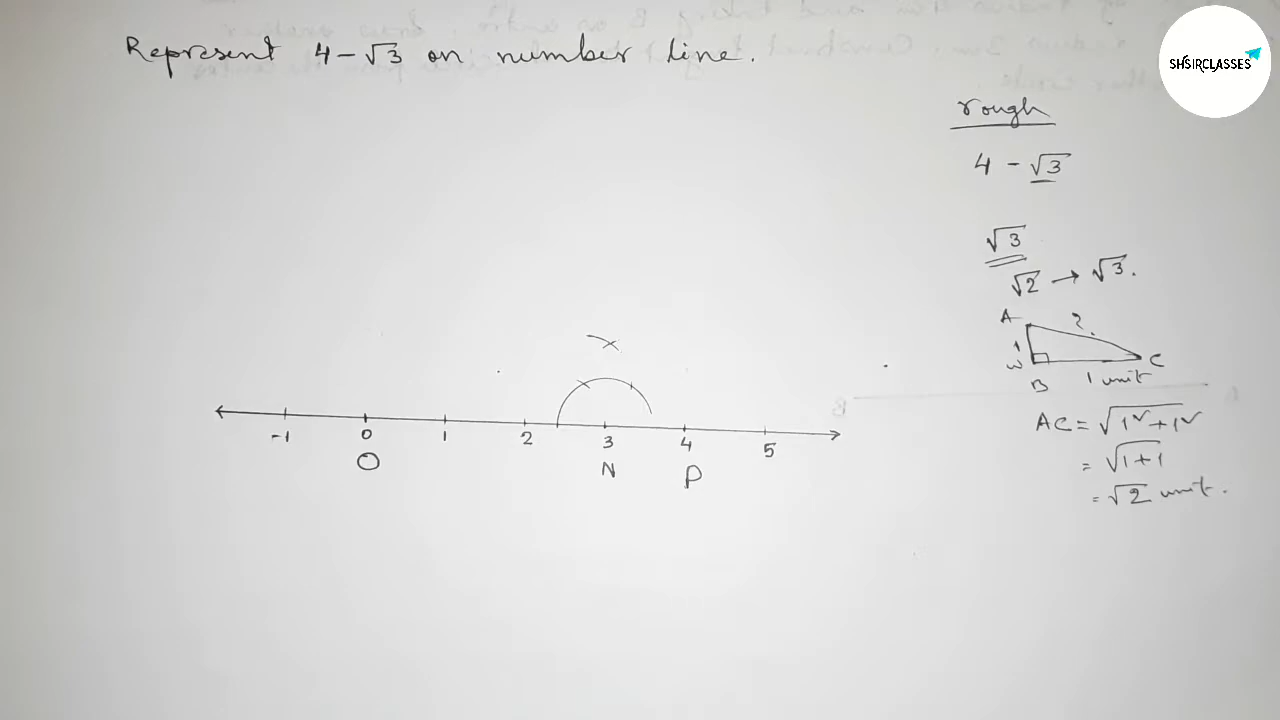 Represent 4 - √3 on number line.
SHSIRCLASSES
rough
4 - √3
√3
√2 → √3.
A ?
1
W C
B 1 unit
AC = √1²+1²
= √1+1
= √2 unit.
-1 0 1 2 3 4 5
O N P